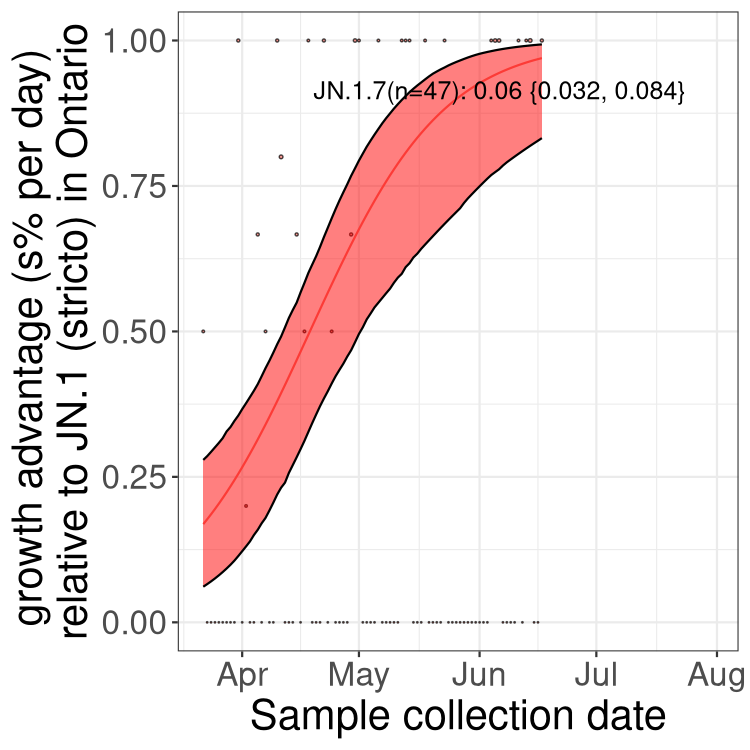 growth advantage (s% per day)
relative to JN.1 (stricto) in Ontario
1.00
0.75
0.50
0.25
0.00
JN.1.7(n=47): 0.06 {0.032, 0.084}
Apr May Jun Jul Aug
Sample collection date